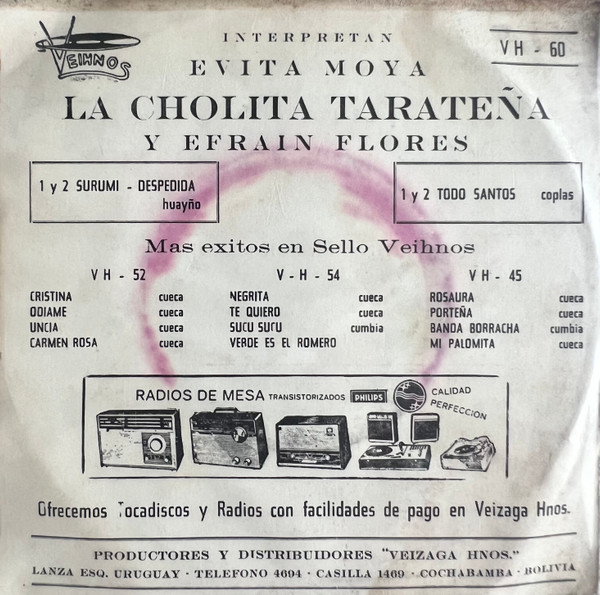 VEIHNOS
INTERPRETAN
VH - 60
EVITA MOYA
LA CHOLITA TARATEÑA
Y EFRAIN FLORES
1 y 2 SURUMI - DESPEDIDA
huayño
1 y 2 TODO SANTOS coplas
Mas exitos en Sello Veihnos
VH - 52
CRISTINA cueca
ODIAME cueca
UNCIA cueca
CARMEN ROSA cueca
V - H - 54
NEGRITA cueca
TE QUIERO cueca
SUCU SUCU cumbia
VERDE ES EL ROMERO
VH - 45
ROSAURA cueca
PORTEÑA cueca
BANDA BORRACHA cumbia
MI PALOMITA cueca
RADIOS DE MESA TRANSISTORIZADOS PHILIPS CALIDAD
PERFECCION
Ofrecemos Tocadiscos y Radios con facilidades de pago en Veizaga Hnos.
PRODUCTORES Y DISTRIBUIDORES "VEIZAGA HNOS."
LANZA ESQ. URUGUAY · TELEFONO 4694 · CASILLA 1469 · COCHABAMBA · BOLIVIA